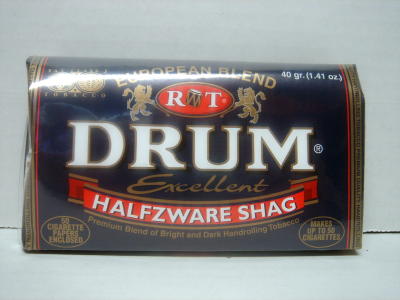 EUROPEAN BLEND
40 gr. (1.41 oz.)
TOBACCO
R T
DRUM®
Excellent
HALFZWARE SHAG
Premium Blend of Bright and Dark Handrolling Tobacco
50
CIGARETTE
PAPERS
ENCLOSED
MAKES
UP TO 50
CIGARETTES